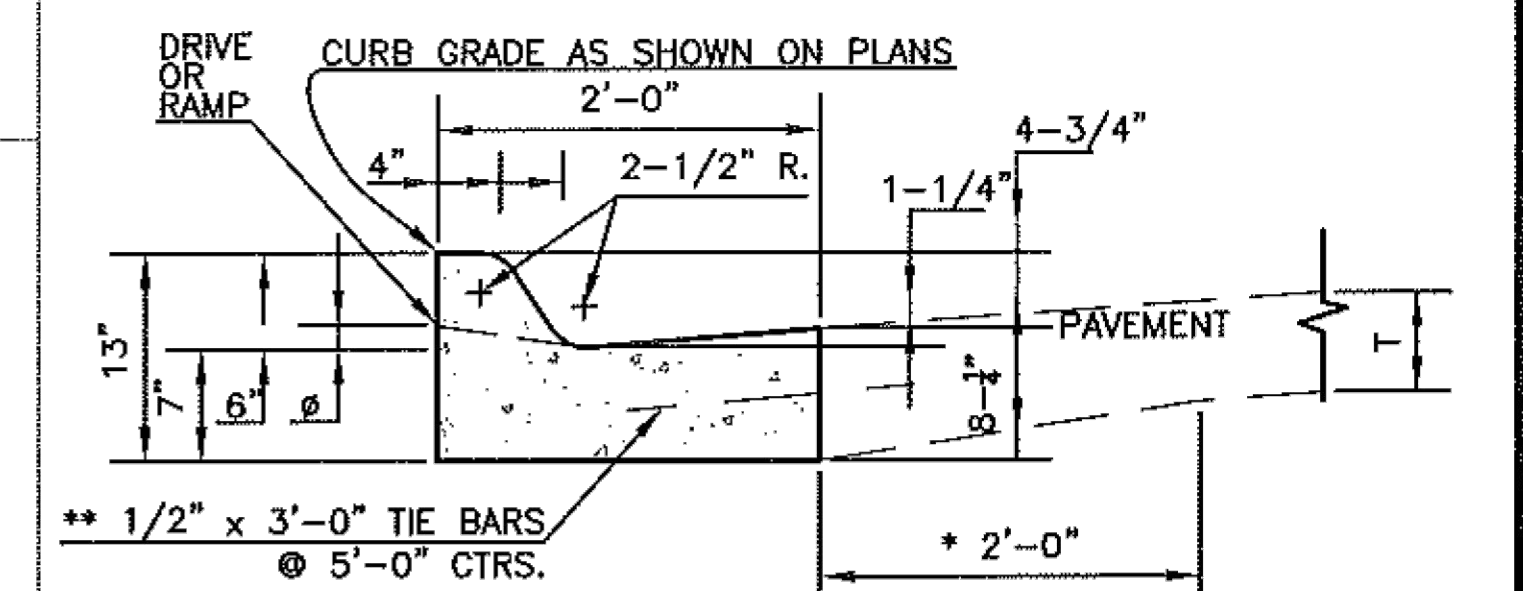 DRIVE
OR
RAMP
CURB GRADE AS SHOWN ON PLANS
2'-0"
4"
2-1/2" R.
1-1/4"
4-3/4"
13"
7"
6"
ø
8-1/4"
PAVEMENT
T
** 1/2" x 3'-0" TIE BARS
@ 5'-0" CTRS.
* 2'-0"